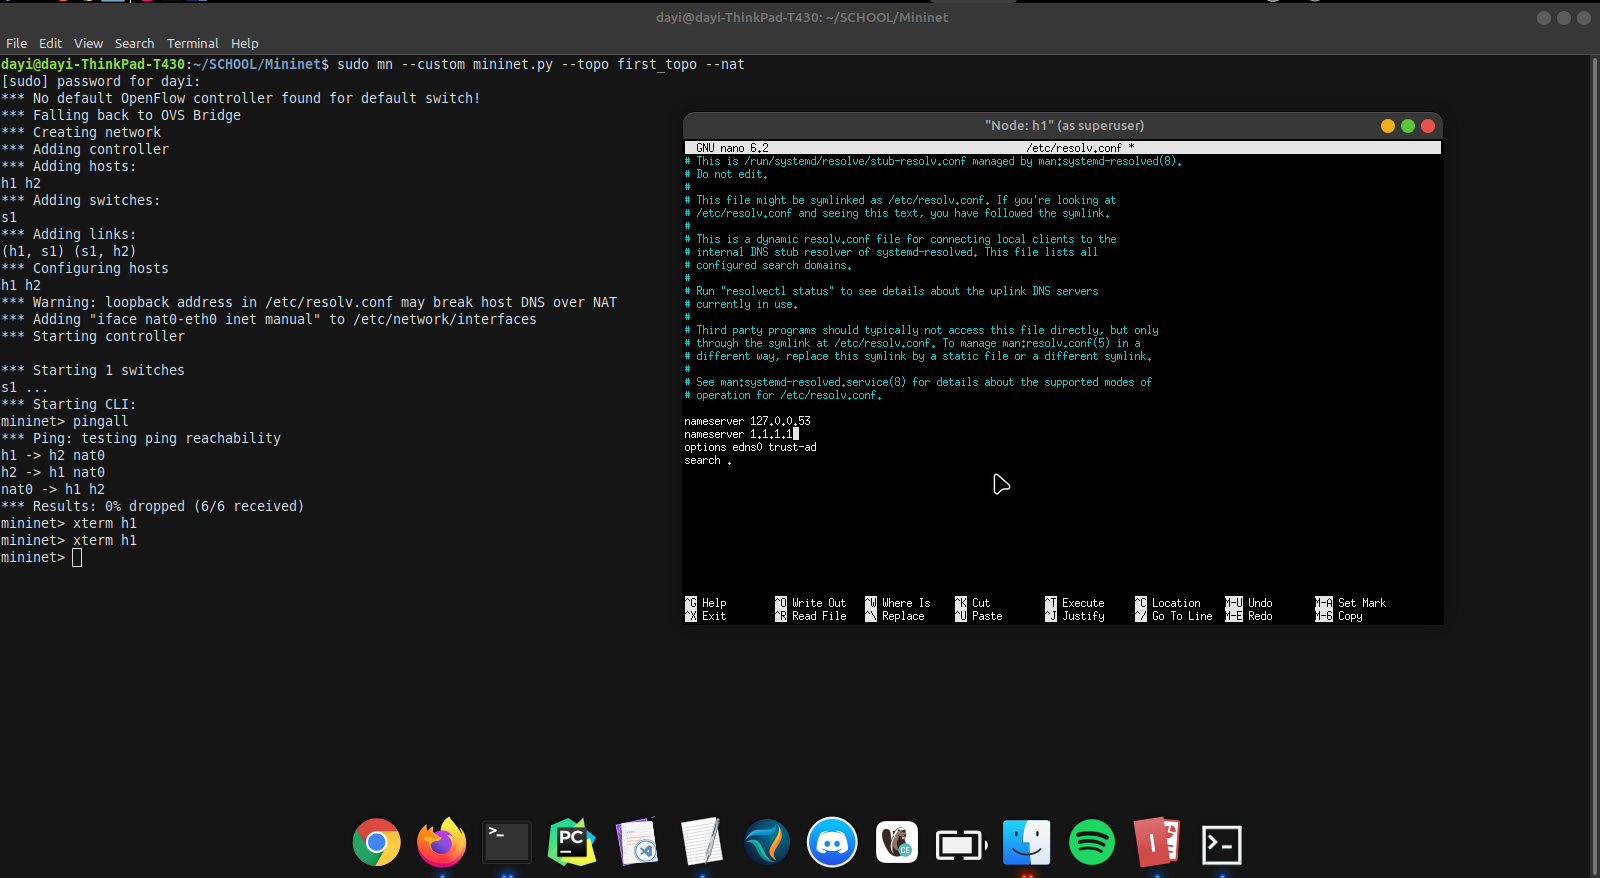 dayi@dayi-ThinkPad-T430: ~/SCHOOL/Mininet
File Edit View Search Terminal Help
dayi@dayi-ThinkPad-T430:~/SCHOOL/Mininet$ sudo mn --custom mininet.py --topo first_topo --nat
[sudo] password for dayi:
*** No default OpenFlow controller found for default switch!
*** Falling back to OVS Bridge
*** Creating network
*** Adding controller
*** Adding hosts:
h1 h2
*** Adding switches:
s1
*** Adding links:
(h1, s1) (s1, h2)
*** Configuring hosts
h1 h2
*** Warning: loopback address in /etc/resolv.conf may break host DNS over NAT
*** Adding "iface nat0-eth0 inet manual" to /etc/network/interfaces
*** Starting controller

*** Starting 1 switches
s1 ...
*** Starting CLI:
mininet> pingall
*** Ping: testing ping reachability
h1 -> h2 nat0
h2 -> h1 nat0
nat0 -> h1 h2
*** Results: 0% dropped (6/6 received)
mininet> xterm h1
mininet> xterm h1
mininet>
"Node: h1" (as superuser)
GNU nano 6.2 /etc/resolv.conf *
# This is /run/systemd/resolve/stub-resolv.conf managed by man:systemd-resolved(8).
# Do not edit.
#
# This file might be symlinked as /etc/resolv.conf. If you're looking at
# /etc/resolv.conf and seeing this text, you have followed the symlink.
#
# This is a dynamic resolv.conf file for connecting local clients to the
# internal DNS stub resolver of systemd-resolved. This file lists all
# configured search domains.
#
# Run "resolvectl status" to see details about the uplink DNS servers
# currently in use.
#
# Third party programs should typically not access this file directly, but only
# through the symlink at /etc/resolv.conf. To manage man:resolv.conf(5) in a
# different way, replace this symlink by a static file or a different symlink.
#
# See man:systemd-resolved.service(8) for details about the supported modes of
# operation for /etc/resolv.conf.

nameserver 127.0.0.53
nameserver 1.1.1.1
options edns0 trust-ad
search .
^G Help ^O Write Out ^W Where Is ^K Cut ^T Execute ^C Location M-U Undo M-A Set Mark
^X Exit ^R Read File ^\ Replace ^U Paste ^J Justify ^/ Go To Line M-E Redo M-6 Copy
>_ PC CE I >_